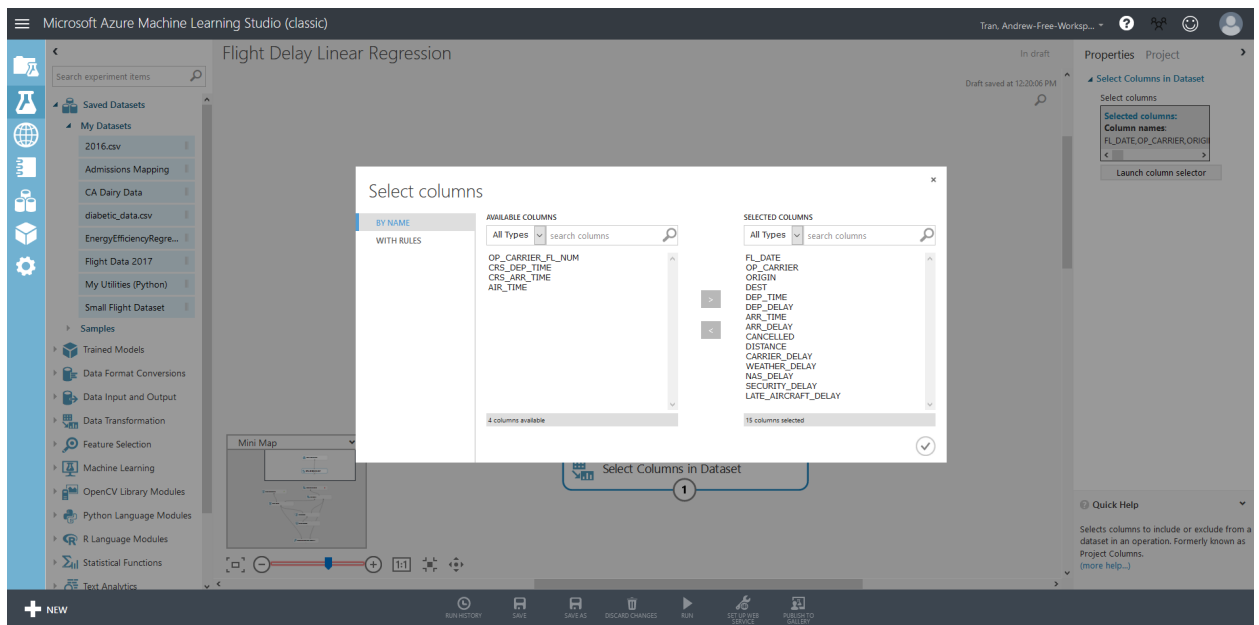 Microsoft Azure Machine Learning Studio (classic)
Tran, Andrew-Free-Worksp...
?
Search experiment items
Saved Datasets
My Datasets
2016.csv
Admissions Mapping
CA Dairy Data
diabetic_data.csv
EnergyEfficiencyRegre...
Flight Data 2017
My Utilities (Python)
Small Flight Dataset
Samples
Trained Models
Data Format Conversions
Data Input and Output
Data Transformation
Feature Selection
Machine Learning
OpenCV Library Modules
Python Language Modules
R Language Modules
Statistical Functions
Text Analytics
Flight Delay Linear Regression
In draft
Draft saved at 12:20:06 PM
Select columns
×
BY NAME
WITH RULES
AVAILABLE COLUMNS
All Types
search columns
OP_CARRIER_FL_NUM
CRS_DEP_TIME
CRS_ARR_TIME
AIR_TIME
4 columns available
>
<
SELECTED COLUMNS
All Types
search columns
FL_DATE
OP_CARRIER
ORIGIN
DEST
DEP_TIME
DEP_DELAY
ARR_TIME
ARR_DELAY
CANCELLED
DISTANCE
CARRIER_DELAY
WEATHER_DELAY
NAS_DELAY
SECURITY_DELAY
LATE_AIRCRAFT_DELAY
15 columns selected
Mini Map
Select Columns in Dataset
1
1:1
Properties Project
Select Columns in Dataset
Select columns
Selected columns:
Column names:
FL_DATE,OP_CARRIER,ORIGI
Launch column selector
Quick Help
Selects columns to include or exclude from a
dataset in an operation. Formerly known as
Project Columns.
(more help...)
NEW
RUN HISTORY
SAVE
SAVE AS
DISCARD CHANGES
RUN
SET UP WEB
SERVICE
PUBLISH TO
GALLERY